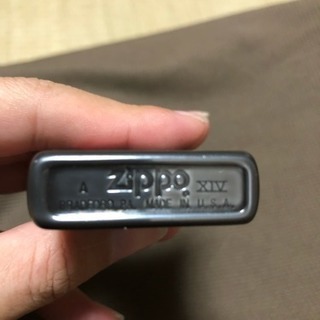 A Zippo® XIV
BRADFORD, PA. MADE IN U.S.A.